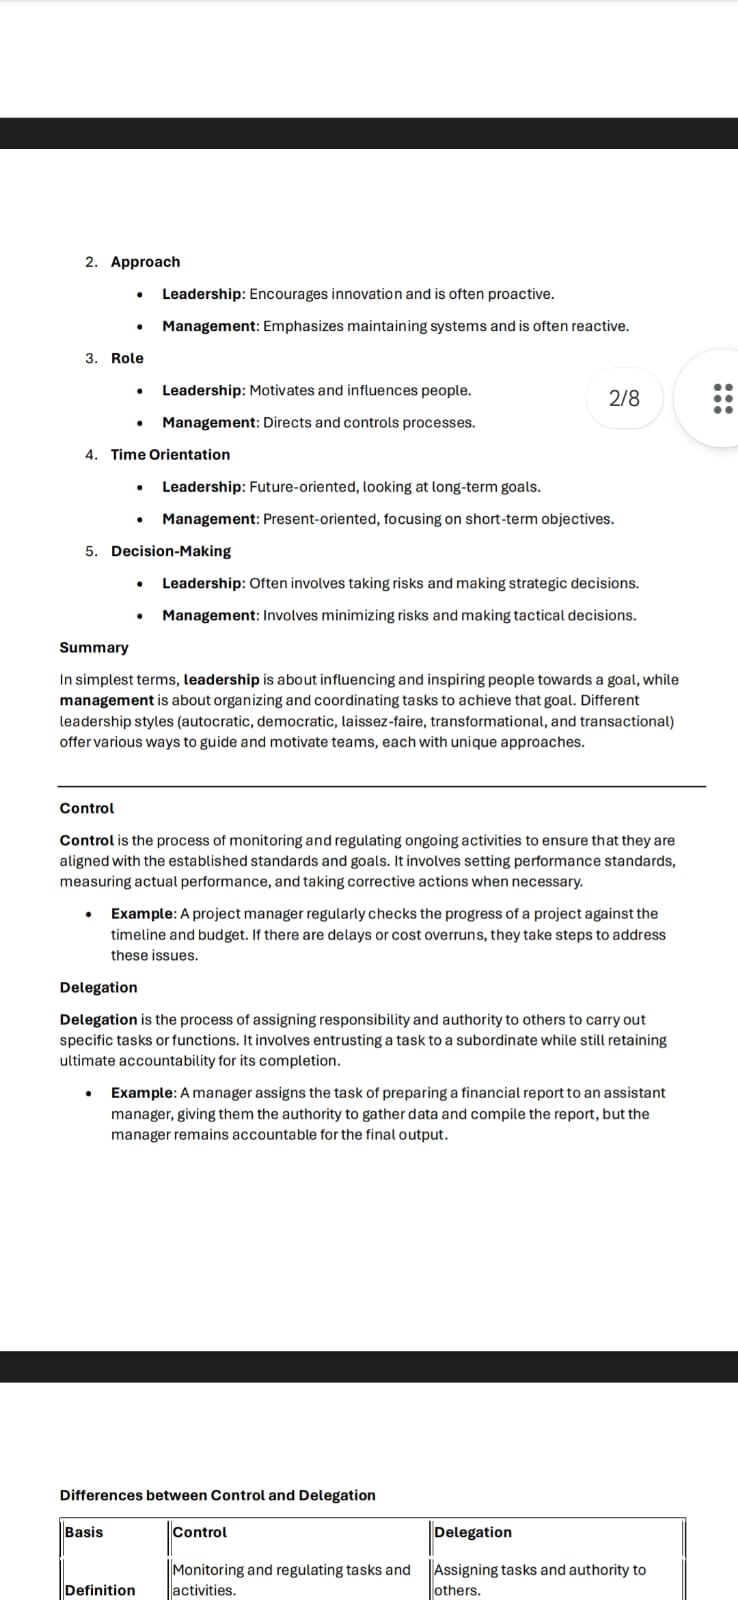 2. Approach
• Leadership: Encourages innovation and is often proactive.
• Management: Emphasizes maintaining systems and is often reactive.
3. Role
• Leadership: Motivates and influences people.
2/8
• Management: Directs and controls processes.
4. Time Orientation
• Leadership: Future-oriented, looking at long-term goals.
• Management: Present-oriented, focusing on short-term objectives.
5. Decision-Making
• Leadership: Often involves taking risks and making strategic decisions.
• Management: Involves minimizing risks and making tactical decisions.
Summary
In simplest terms, leadership is about influencing and inspiring people towards a goal, while
management is about organizing and coordinating tasks to achieve that goal. Different
leadership styles (autocratic, democratic, laissez-faire, transformational, and transactional)
offer various ways to guide and motivate teams, each with unique approaches.
Control
Control is the process of monitoring and regulating ongoing activities to ensure that they are
aligned with the established standards and goals. It involves setting performance standards,
measuring actual performance, and taking corrective actions when necessary.
• Example: A project manager regularly checks the progress of a project against the
timeline and budget. If there are delays or cost overruns, they take steps to address
these issues.
Delegation
Delegation is the process of assigning responsibility and authority to others to carry out
specific tasks or functions. It involves entrusting a task to a subordinate while still retaining
ultimate accountability for its completion.
• Example: A manager assigns the task of preparing a financial report to an assistant
manager, giving them the authority to gather data and compile the report, but the
manager remains accountable for the final output.
Differences between Control and Delegation
Basis Control Delegation
Monitoring and regulating tasks and Assigning tasks and authority to
Definition activities. others.